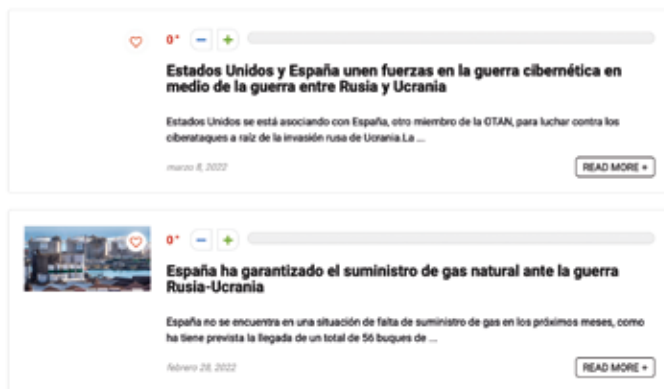 0°
Estados Unidos y España unen fuerzas en la guerra cibernética en
medio de la guerra entre Rusia y Ucrania
Estados Unidos se está asociando con España, otro miembro de la OTAN, para luchar contra los
ciberataques a raíz de la invasión rusa de Ucrania.La ...
marzo 8, 2022
READ MORE +
0°
España ha garantizado el suministro de gas natural ante la guerra
Rusia-Ucrania
España no se encuentra en una situación de falta de suministro de gas en los próximos meses, como
ha tiene prevista la llegada de un total de 56 buques de ...
febrero 28, 2022
READ MORE +